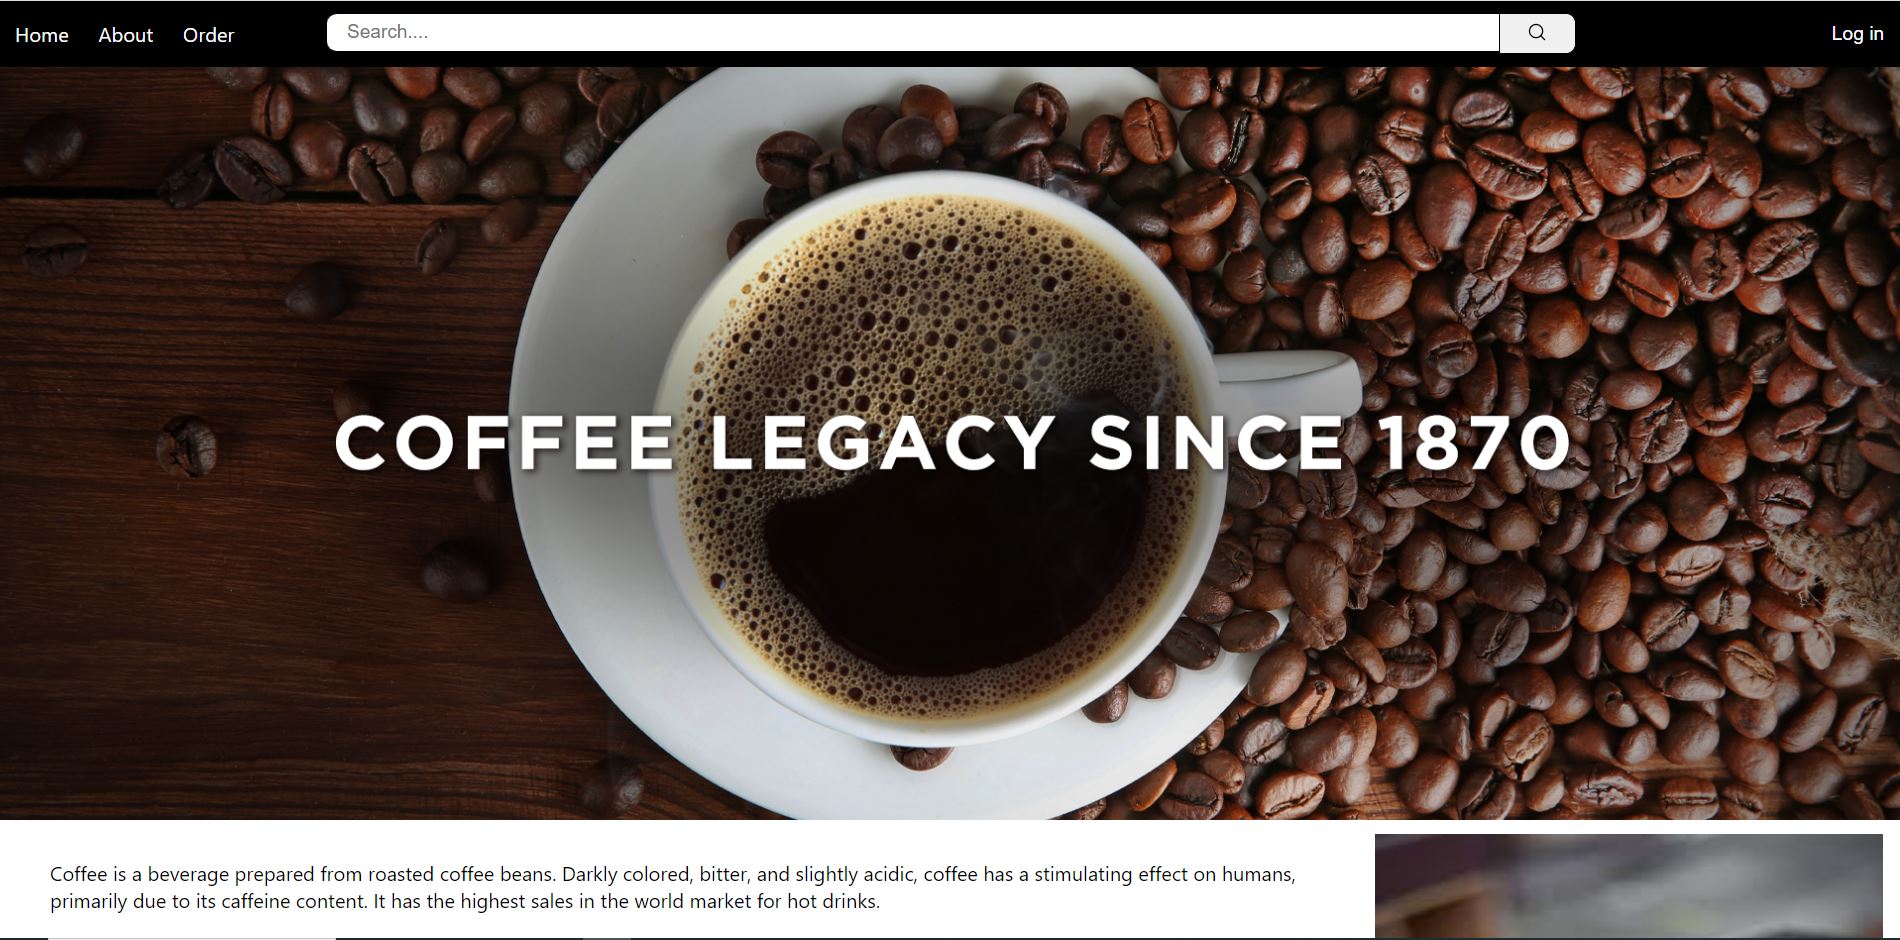 Home About Order Search.... Log in
COFFEE LEGACY SINCE 1870
Coffee is a beverage prepared from roasted coffee beans. Darkly colored, bitter, and slightly acidic, coffee has a stimulating effect on humans,
primarily due to its caffeine content. It has the highest sales in the world market for hot drinks.